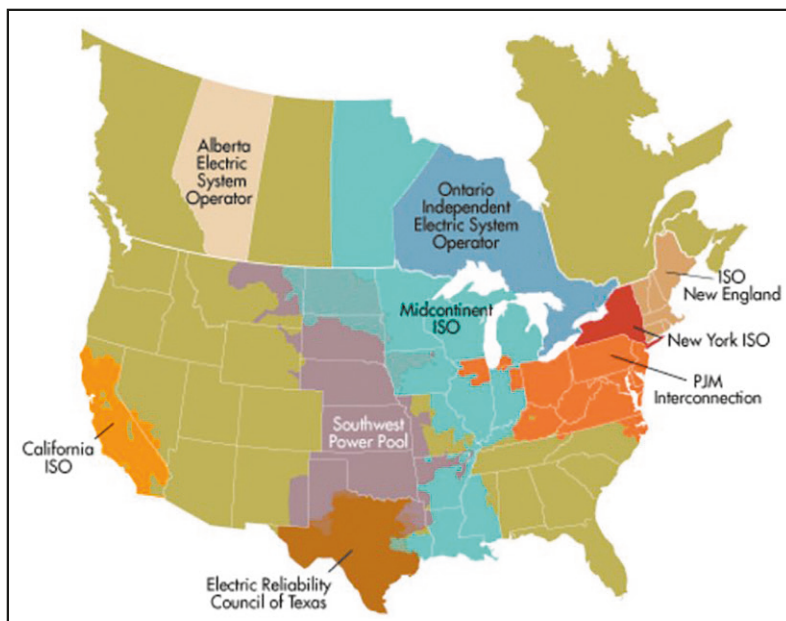 Alberta
Electric
System
Operator
Ontario
Independent
Electric System
Operator
ISO
New England
Midcontinent
ISO
New York ISO
PJM
Interconnection
Southwest
Power Pool
California
ISO
Electric Reliability
Council of Texas